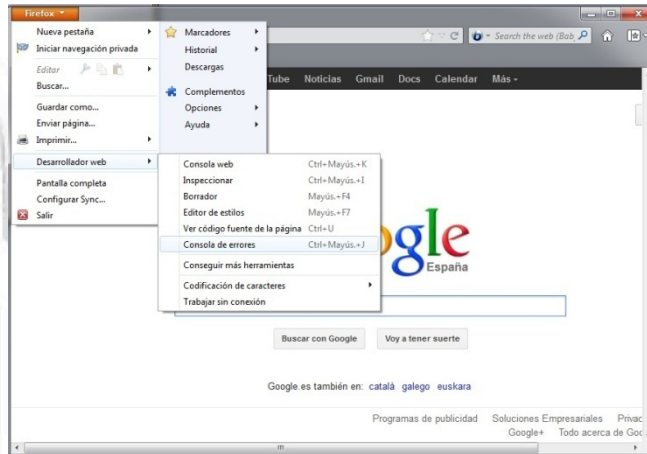 Firefox
Nueva pestaña
Iniciar navegación privada
Editar
Buscar...
Guardar como...
Enviar página...
Imprimir...
Desarrollador web
Pantalla completa
Configurar Sync...
Salir
Marcadores
Historial
Descargas
Complementos
Opciones
Ayuda
Search the web (Bab
Tube Noticias Gmail Docs Calendar Más
Consola web Ctrl+Mayús.+K
Inspeccionar Ctrl+Mayús.+I
Borrador Mayús.+F4
Editor de estilos Mayús.+F7
Ver código fuente de la página Ctrl+U
Consola de errores Ctrl+Mayús.+J
Conseguir más herramientas
Codificación de caracteres
Trabajar sin conexión
ogle
España
Buscar con Google Voy a tener suerte
Google.es también en: català galego euskara
Programas de publicidad Soluciones Empresariales Privac
Google+ Todo acerca de Goo